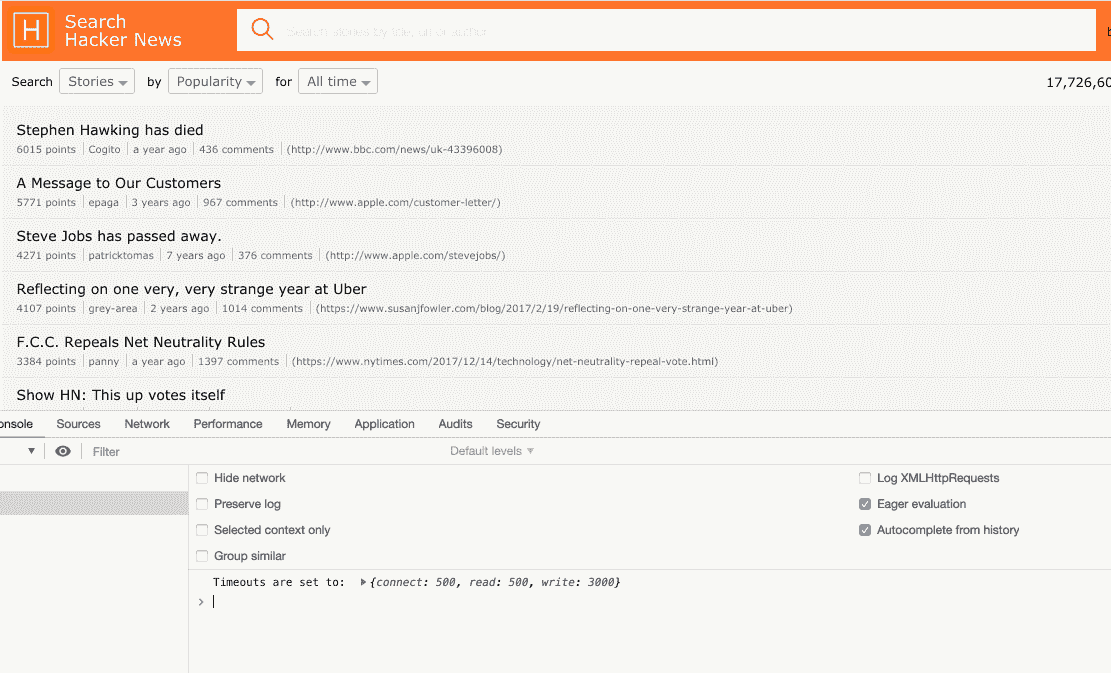 H Search
Hacker News
Search stories by title, url or author
Search Stories by Popularity for All time 17,726,60
Stephen Hawking has died
6015 points Cogito a year ago 436 comments (http://www.bbc.com/news/uk-43396008)
A Message to Our Customers
5771 points epaga 3 years ago 967 comments (http://www.apple.com/customer-letter/)
Steve Jobs has passed away.
4271 points patricktomas 7 years ago 376 comments (http://www.apple.com/stevejobs/)
Reflecting on one very, very strange year at Uber
4107 points grey-area 2 years ago 1014 comments (https://www.susanjfowler.com/blog/2017/2/19/reflecting-on-one-very-strange-year-at-uber)
F.C.C. Repeals Net Neutrality Rules
3384 points panny a year ago 1397 comments (https://www.nytimes.com/2017/12/14/technology/net-neutrality-repeal-vote.html)
Show HN: This up votes itself
onsole Sources Network Performance Memory Application Audits Security
Filter Default levels
Hide network Log XMLHttpRequests
Preserve log Eager evaluation
Selected context only Autocomplete from history
Group similar
Timeouts are set to: {connect: 500, read: 500, write: 3000}